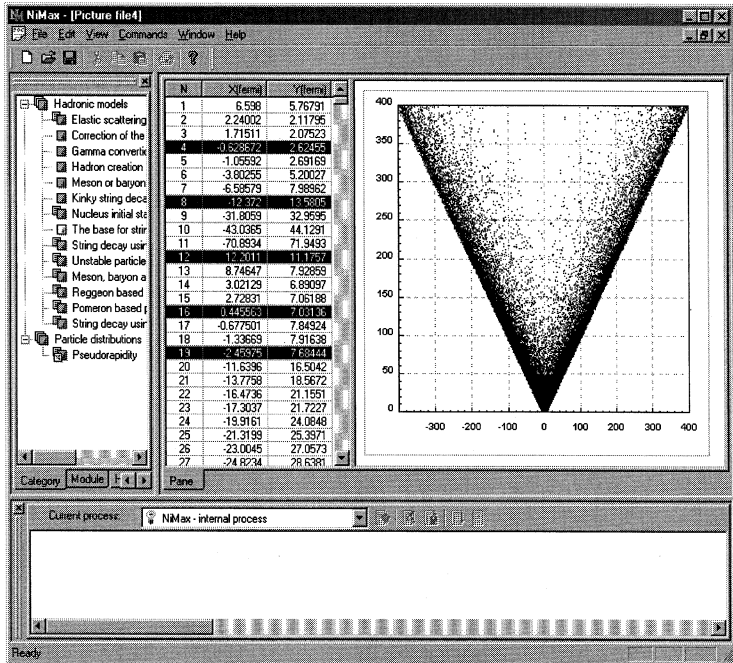 NiMax - [Picture file4]
File Edit View Commands Window Help
Hadronic models
Elastic scattering
Correction of the
Gamma convertic
Hadron creation
Meson or baryon
Kinky string deca
Nucleus initial sta
The base for strin
String decay usir
Unstable particle
Meson, baryon a
Reggeon based
Pomeron based p
String decay usir
Particle distributions
Pseudorapidity
Category Module
N X[fermi] Y[fermi]
1 6.598 5.76791
2 2.24002 2.11795
3 1.71511 2.07523
4 -0.628672 2.62455
5 -1.05592 2.69169
6 -3.80255 5.20027
7 -6.58579 7.98962
8 -12.372 13.5805
9 -31.8059 32.9595
10 -43.0365 44.1291
11 -70.8934 71.9493
12 12.2011 11.1757
13 8.74647 7.92859
14 3.02129 6.89097
15 2.72831 7.06188
16 0.445563 7.03136
17 -0.677501 7.84924
18 -1.33669 7.91638
19 -2.45975 7.68444
20 -11.6396 16.5042
21 -13.7758 18.5672
22 -16.4736 21.1551
23 -17.3037 21.7227
24 -19.9161 24.0848
25 -21.3199 25.3971
26 -23.0045 27.0573
27 -24.8234 28.6381
Pane
400
350
300
250
200
150
100
50
0
-300 -200 -100 0 100 200 300 400
Current process: NiMax - internal process
Ready